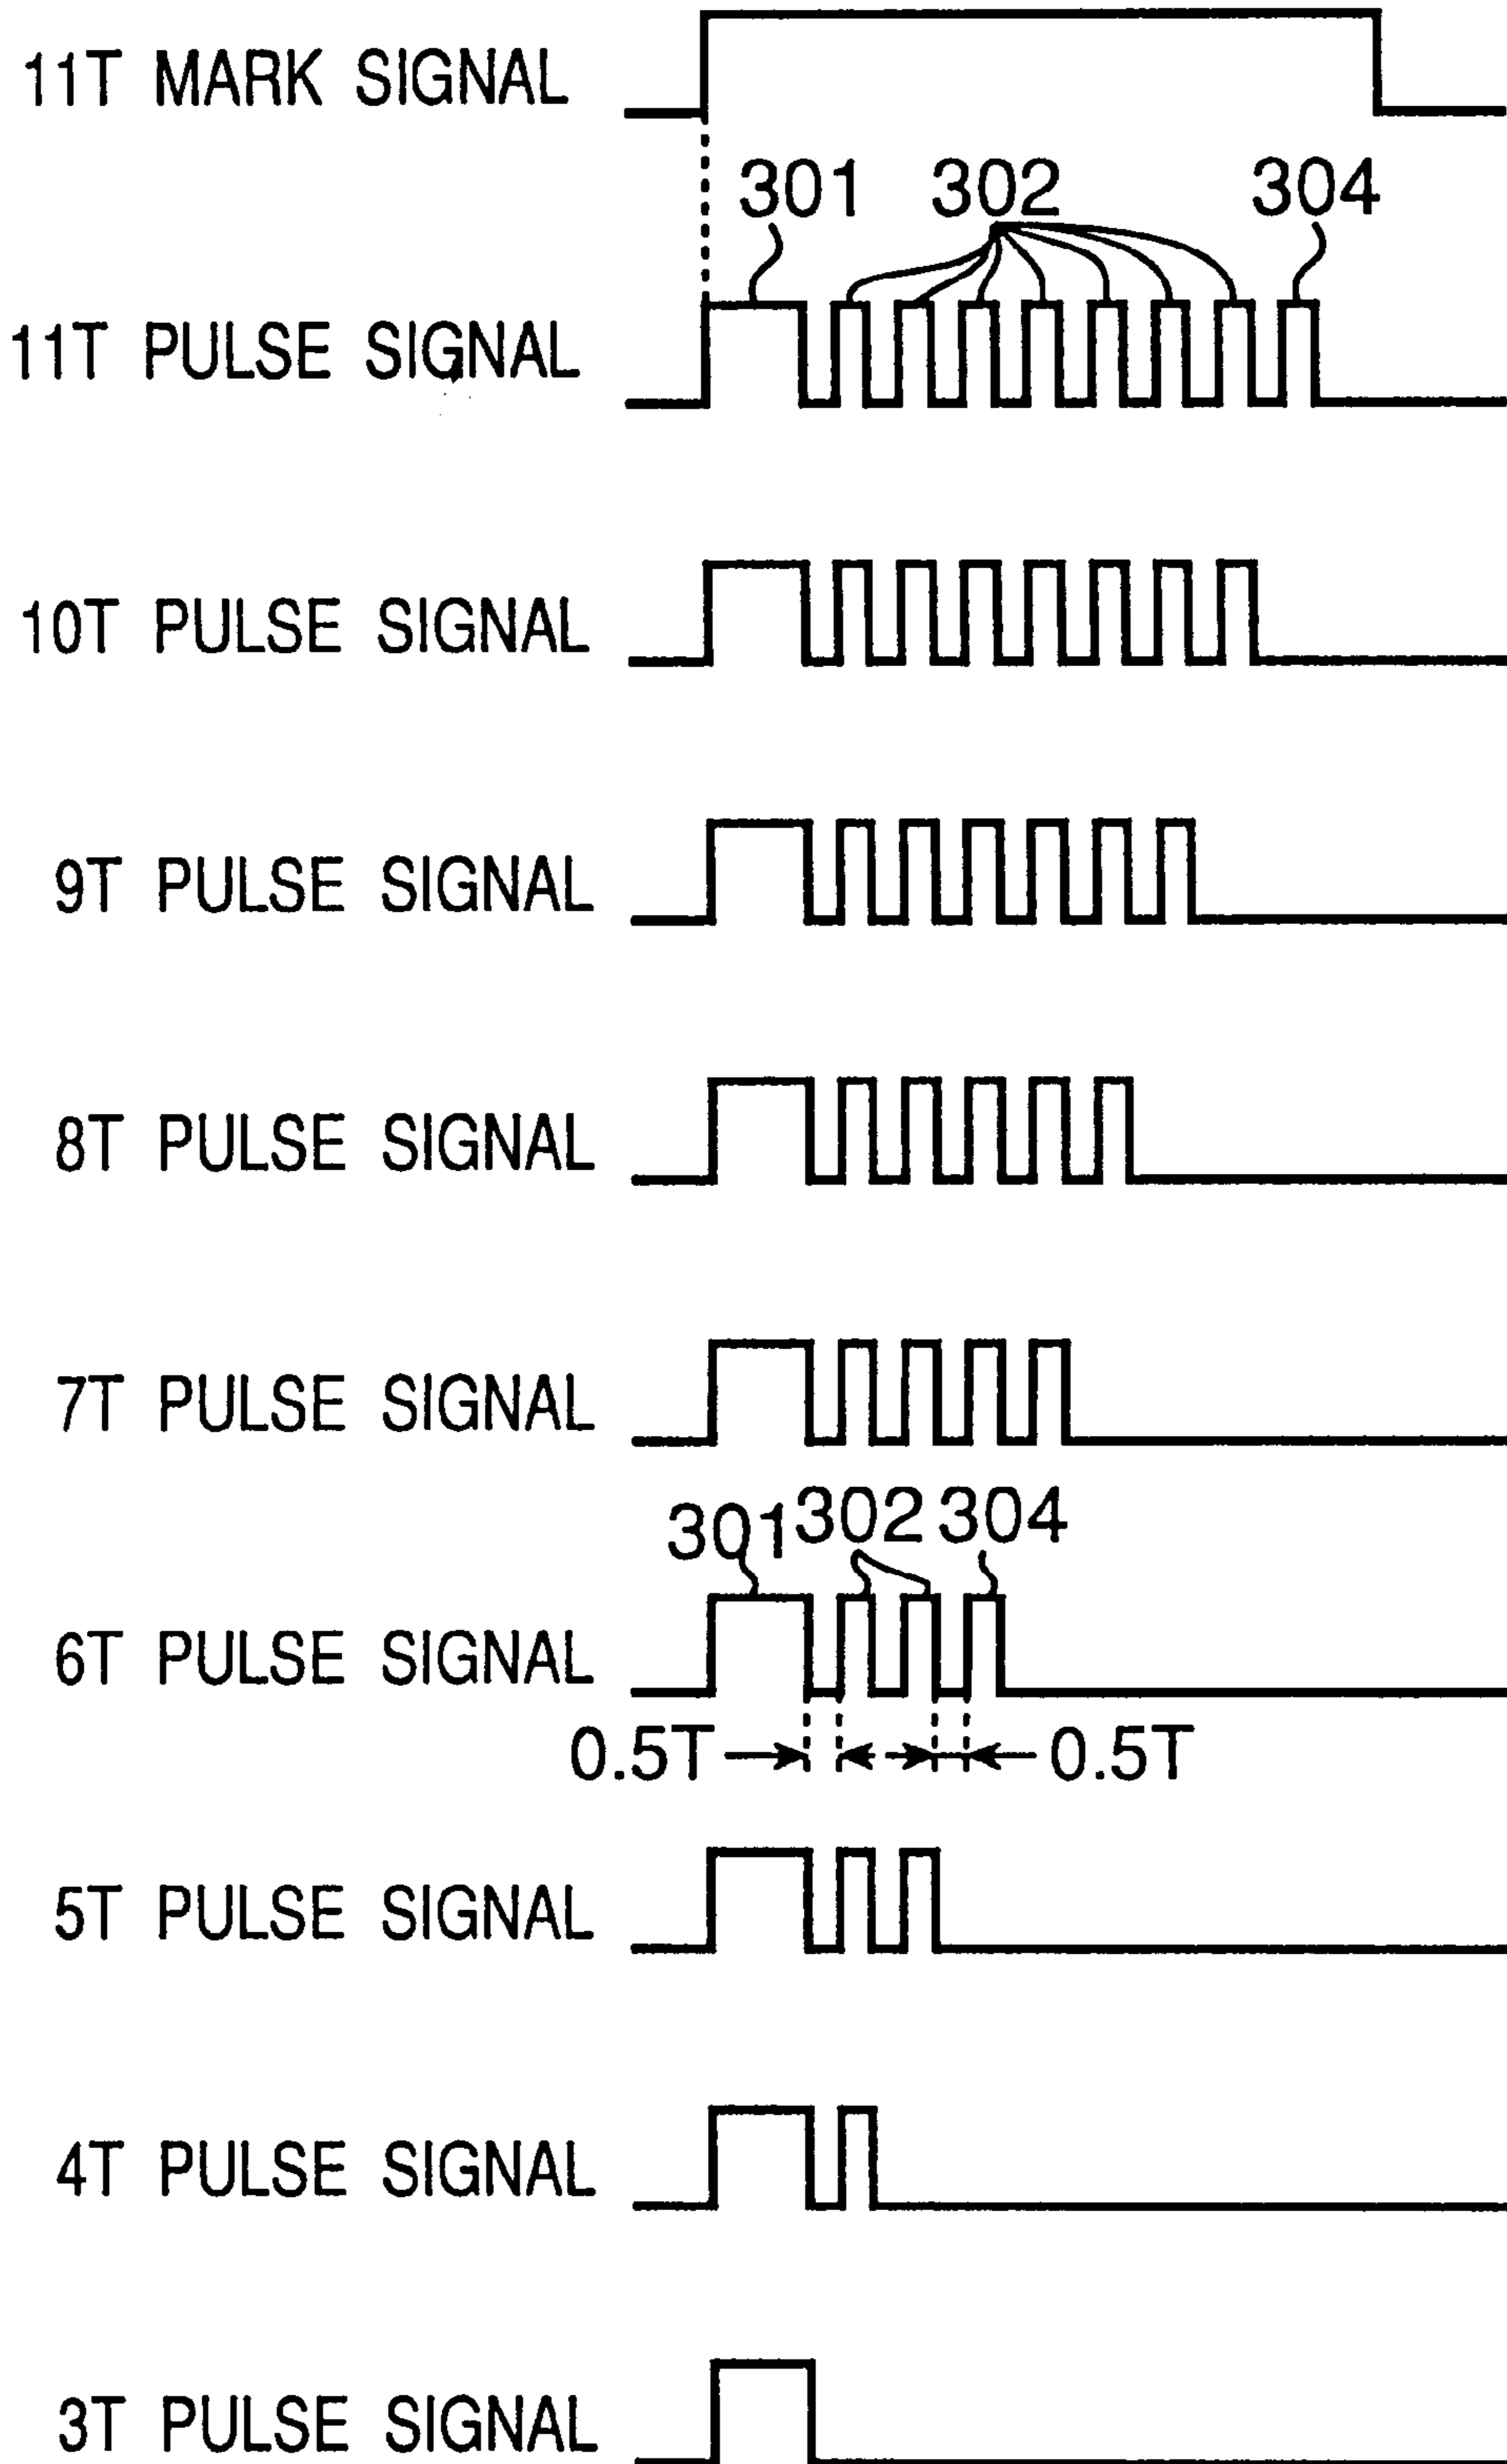 11T MARK SIGNAL
301 302 304
11T PULSE SIGNAL
10T PULSE SIGNAL
9T PULSE SIGNAL
8T PULSE SIGNAL
7T PULSE SIGNAL
301 302 304
6T PULSE SIGNAL
0.5T 0.5T
5T PULSE SIGNAL
4T PULSE SIGNAL
3T PULSE SIGNAL